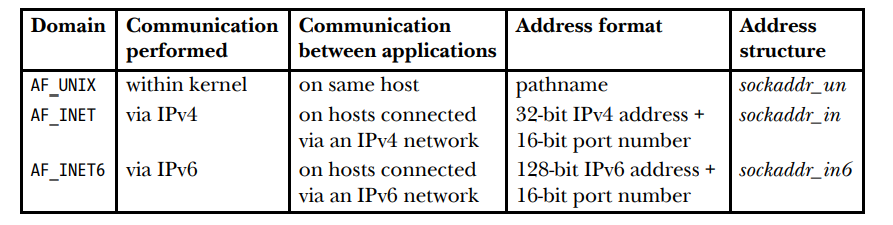 Domain Communication performed Communication between applications Address format Address structure
AF_UNIX within kernel on same host pathname sockaddr_un
AF_INET via IPv4 on hosts connected via an IPv4 network 32-bit IPv4 address + 16-bit port number sockaddr_in
AF_INET6 via IPv6 on hosts connected via an IPv6 network 128-bit IPv6 address + 16-bit port number sockaddr_in6